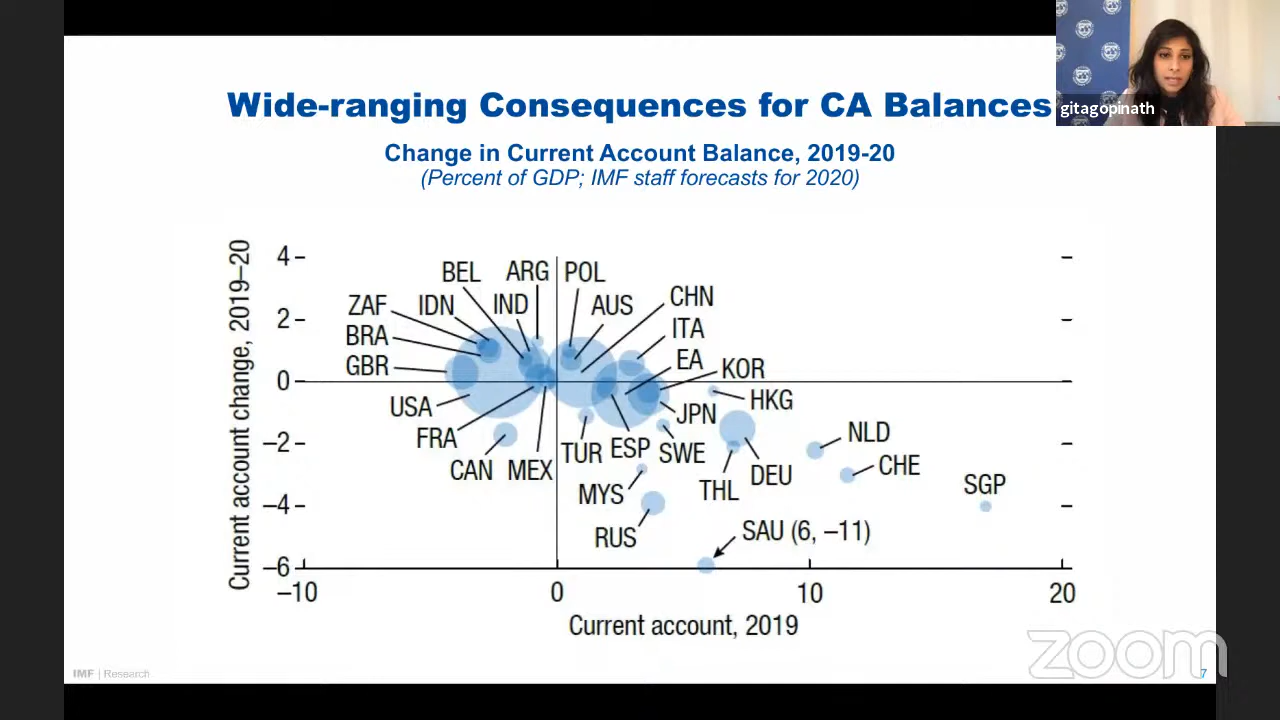 gitagopinath
Wide-ranging Consequences for CA Balances
Change in Current Account Balance, 2019-20
(Percent of GDP; IMF staff forecasts for 2020)
Current account change, 2019–20
4
2
0
−2
−4
−6
ZAF
BRA
GBR
IDN
BEL
IND
ARG
POL
AUS
CHN
ITA
EA
KOR
HKG
JPN
USA
FRA
CAN
MEX
TUR
ESP
SWE
MYS
RUS
THL
DEU
NLD
CHE
SGP
SAU (6, −11)
−10
0
10
20
Current account, 2019
IMF | Research
zoom
7